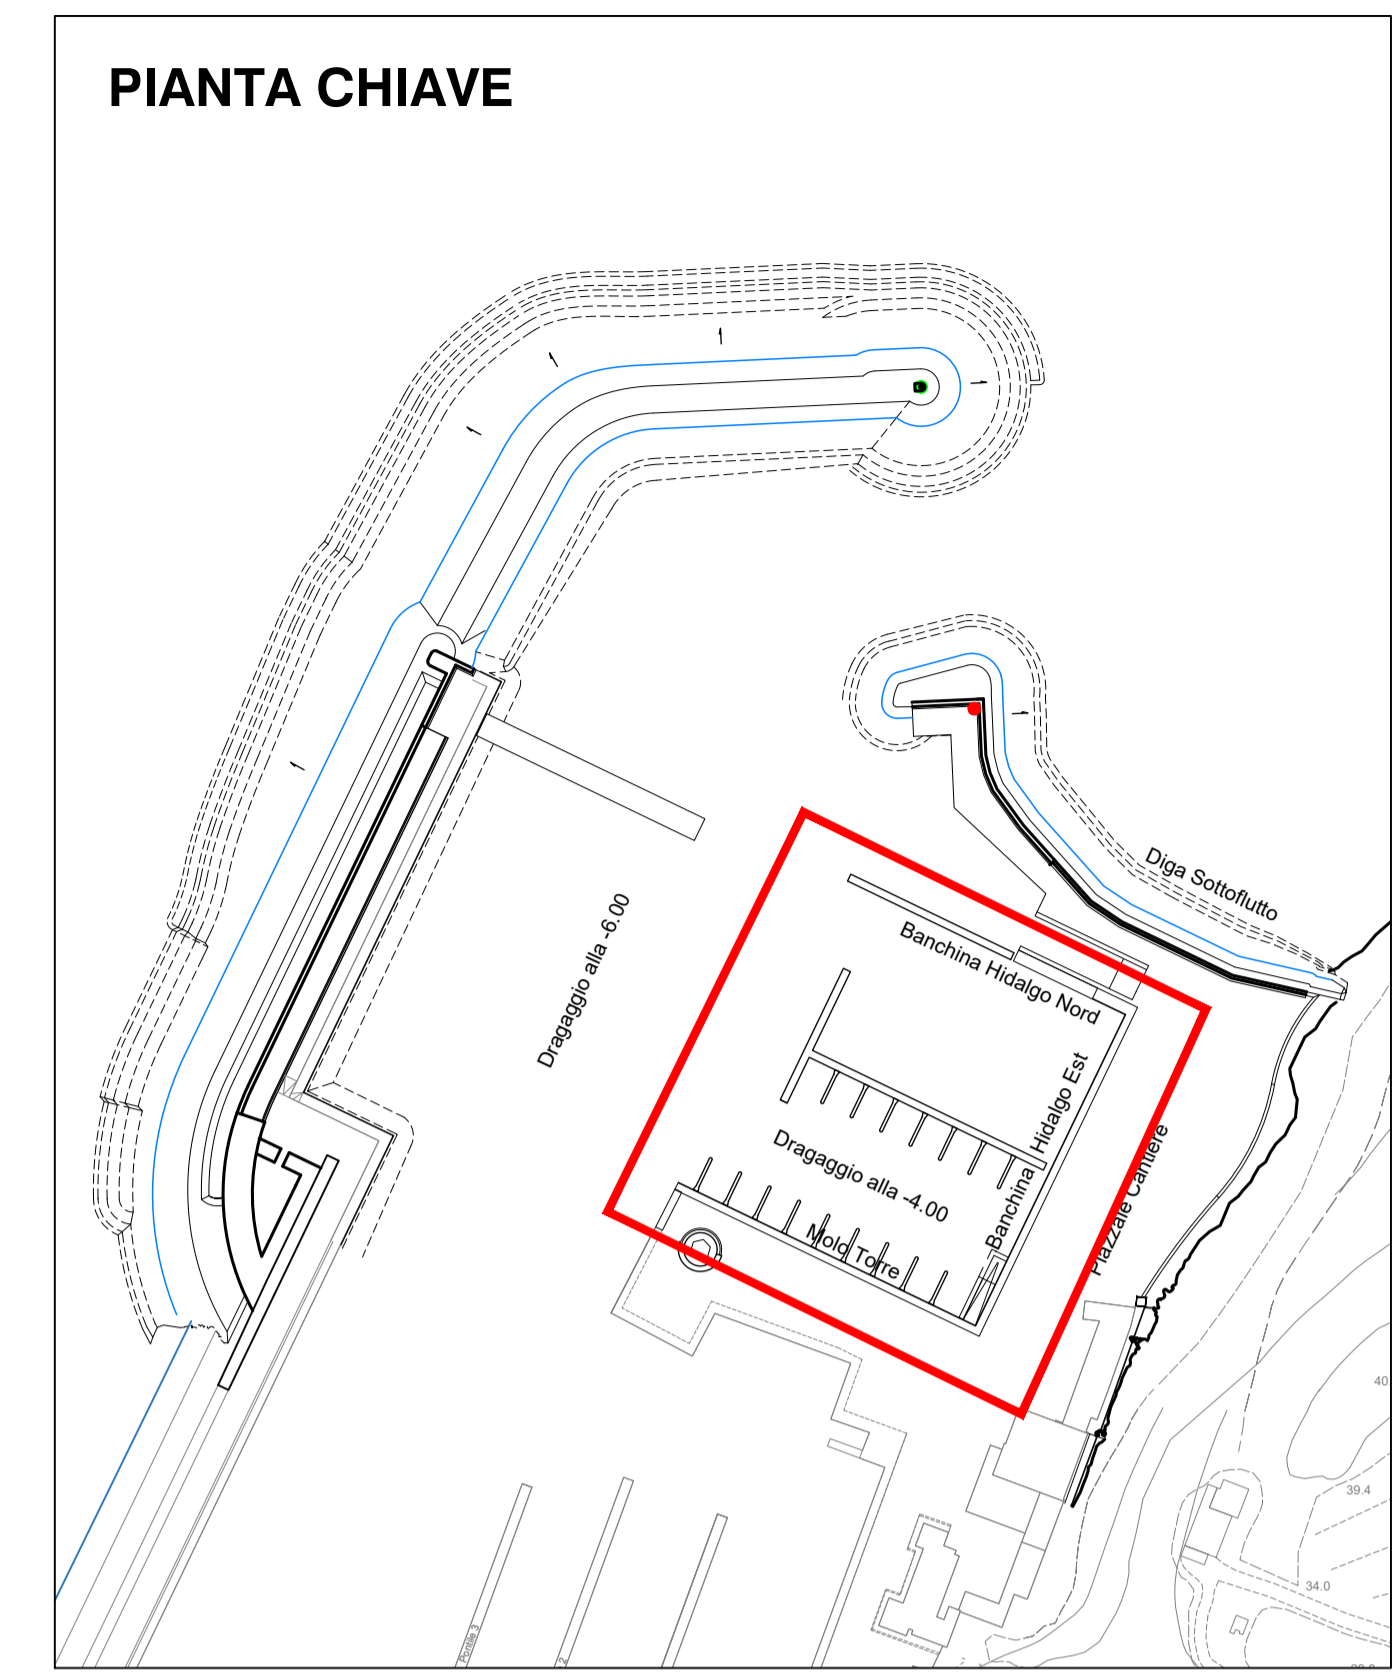 PIANTA CHIAVE
Diga Sottoflutto
Dragaggio alla -6.00
Banchina Hidalgo Nord
Banchina Hidalgo Est
Piazzale Cantiere
Dragaggio alla -4.00
Molo Torre
40.
39.4
34.0
Pontile 3
2